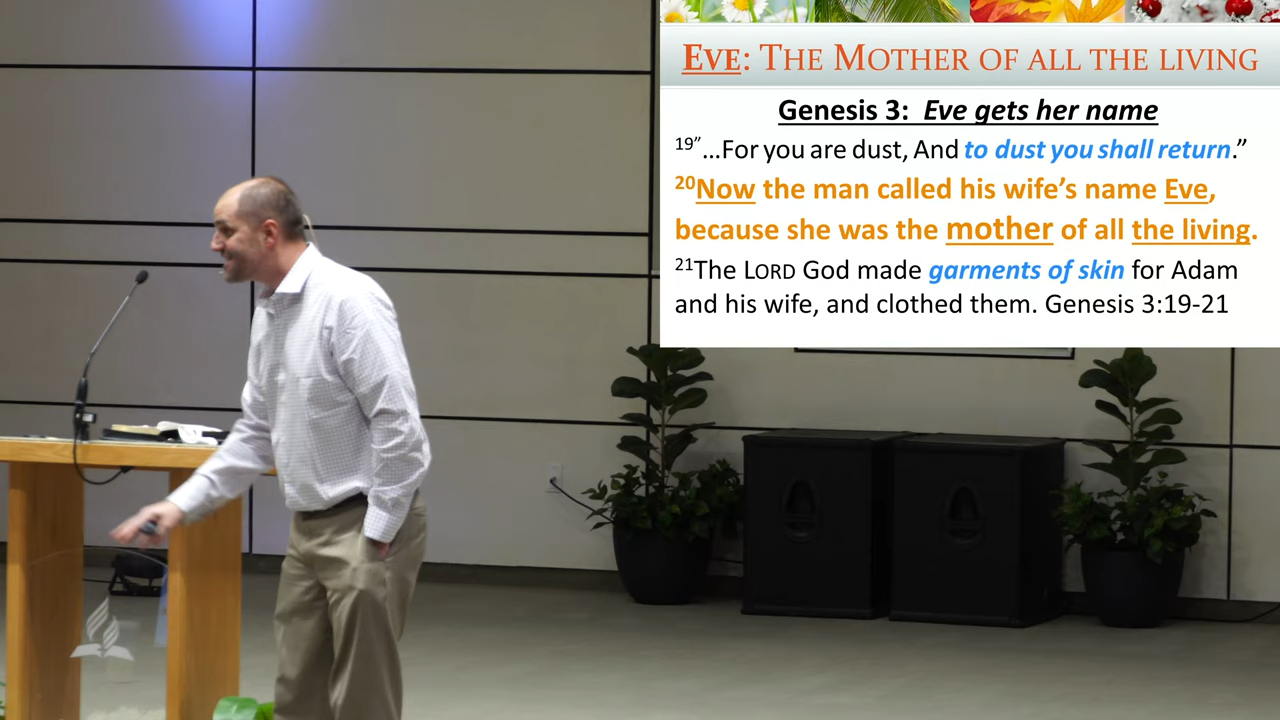 EVE: THE MOTHER OF ALL THE LIVING
Genesis 3: Eve gets her name
19”…For you are dust, And to dust you shall return.”
20Now the man called his wife’s name Eve,
because she was the mother of all the living.
21The LORD God made garments of skin for Adam
and his wife, and clothed them. Genesis 3:19-21